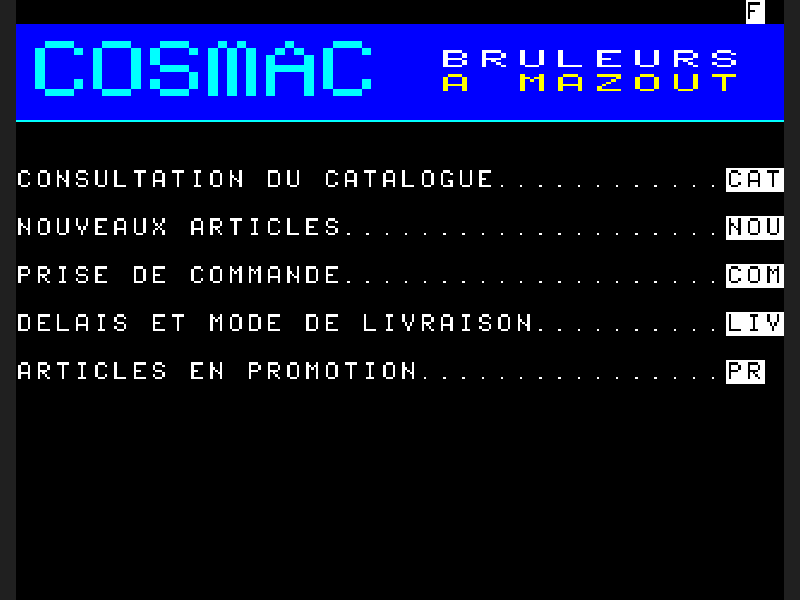 F
COSMAC BRULEURS
A MAZOUT
CONSULTATION DU CATALOGUE............CAT
NOUVEAUX ARTICLES....................NOU
PRISE DE COMMANDE....................COM
DELAIS ET MODE DE LIVRAISON..........LIV
ARTICLES EN PROMOTION................PR